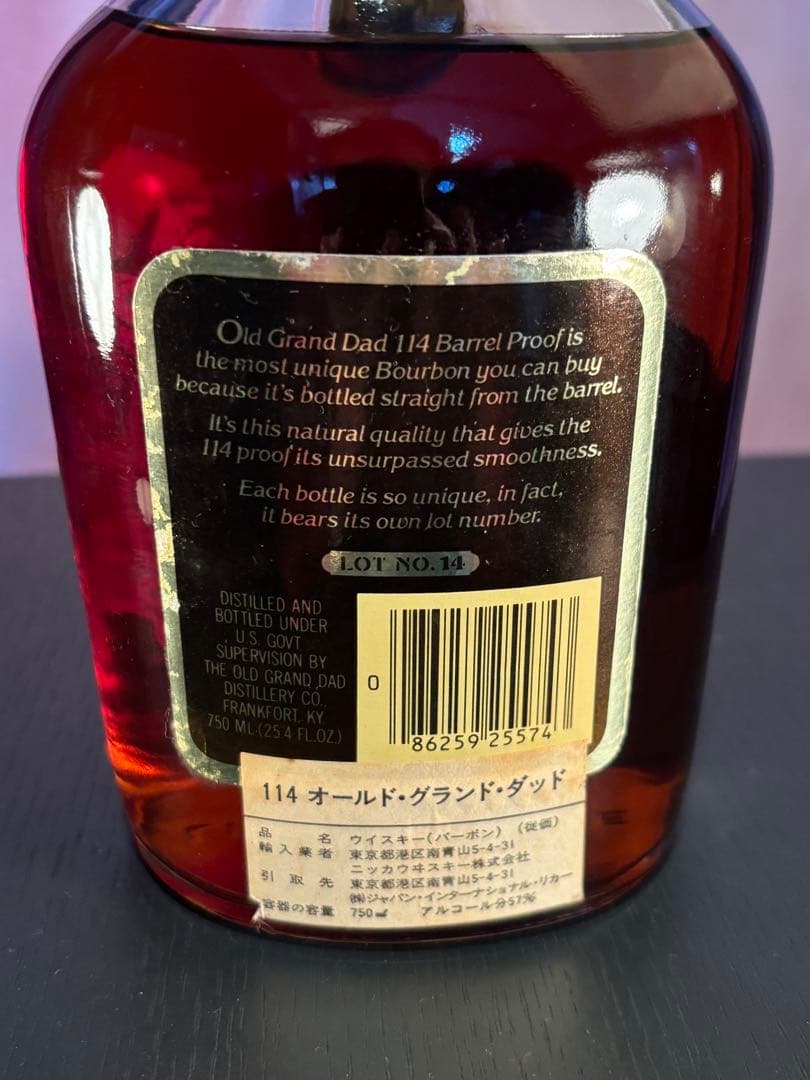 Old Grand Dad 114 Barrel Proof is
the most unique Bourbon you can buy
because it's bottled straight from the barrel.
It's this natural quality that gives the
114 proof its unsurpassed smoothness.
Each bottle is so unique, in fact,
it bears its own lot number.
LOT NO. 14
DISTILLED AND
BOTTLED UNDER
U.S. GOVT
SUPERVISION BY
THE OLD GRAND DAD
DISTILLERY CO.
FRANKFORT, KY.
750 ML (25.4 FL.OZ.)
0 86259 25574
114 オールド・グランド・ダッド
品名 ウイスキー(バーボン) (従価)
輸入業者 東京都港区南青山5-4-31
ニッカウヰスキー株式会社
引取先 東京都港区南青山5-4-31
㈱ジャパン・インターナショナル・リカー
容器の容量 750㎖ アルコール分57%